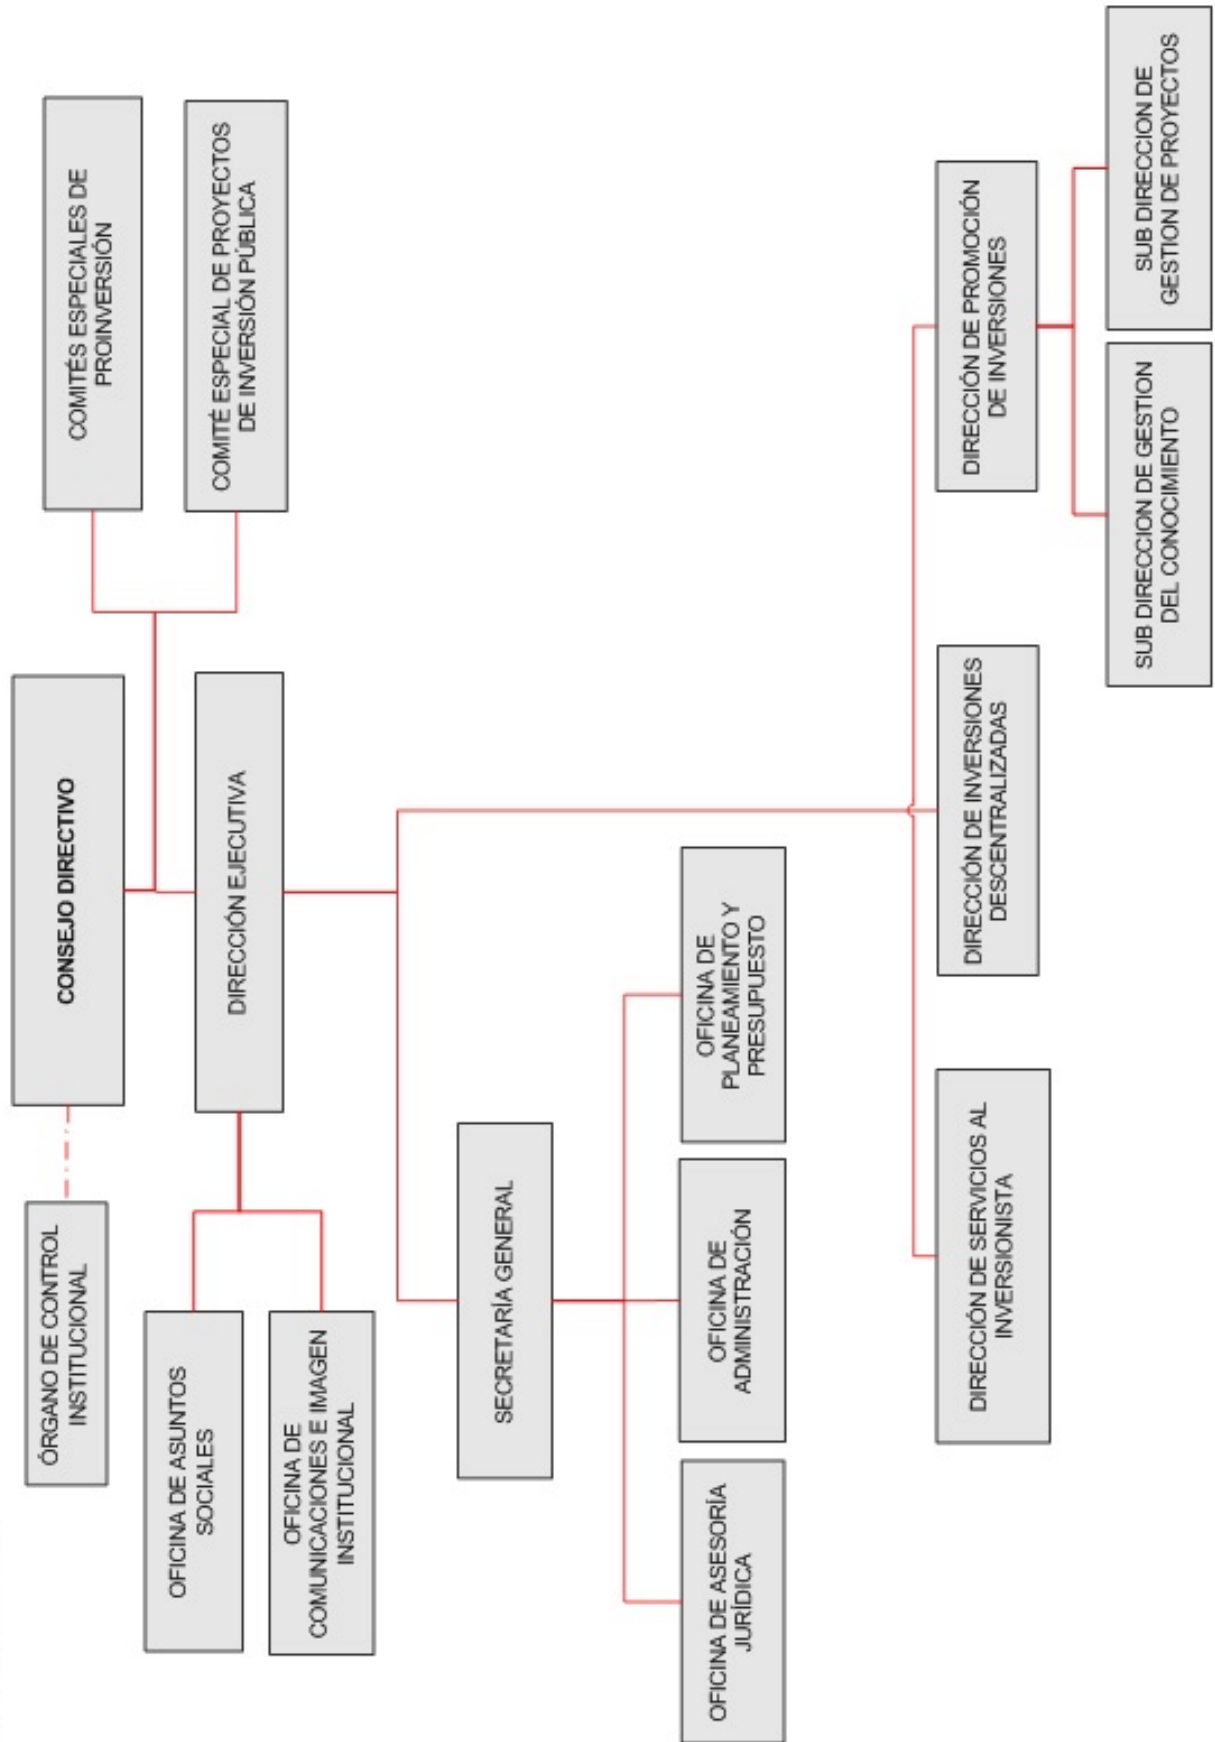 CONSEJO DIRECTIVO
ÓRGANO DE CONTROL
INSTITUCIONAL
COMITÉS ESPECIALES DE
PROINVERSIÓN
COMITÉ ESPECIAL DE PROYECTOS
DE INVERSIÓN PÚBLICA
DIRECCIÓN EJECUTIVA
OFICINA DE ASUNTOS
SOCIALES
OFICINA DE
COMUNICACIONES E IMAGEN
INSTITUCIONAL
SECRETARÍA GENERAL
OFICINA DE ASESORÍA
JURÍDICA
OFICINA DE
ADMINISTRACIÓN
OFICINA DE
PLANEAMIENTO Y
PRESUPUESTO
DIRECCIÓN DE SERVICIOS AL
INVERSIONISTA
DIRECCIÓN DE INVERSIONES
DESCENTRALIZADAS
DIRECCIÓN DE PROMOCIÓN
DE INVERSIONES
SUB DIRECCION DE GESTION
DEL CONOCIMIENTO
SUB DIRECCION DE
GESTION DE PROYECTOS